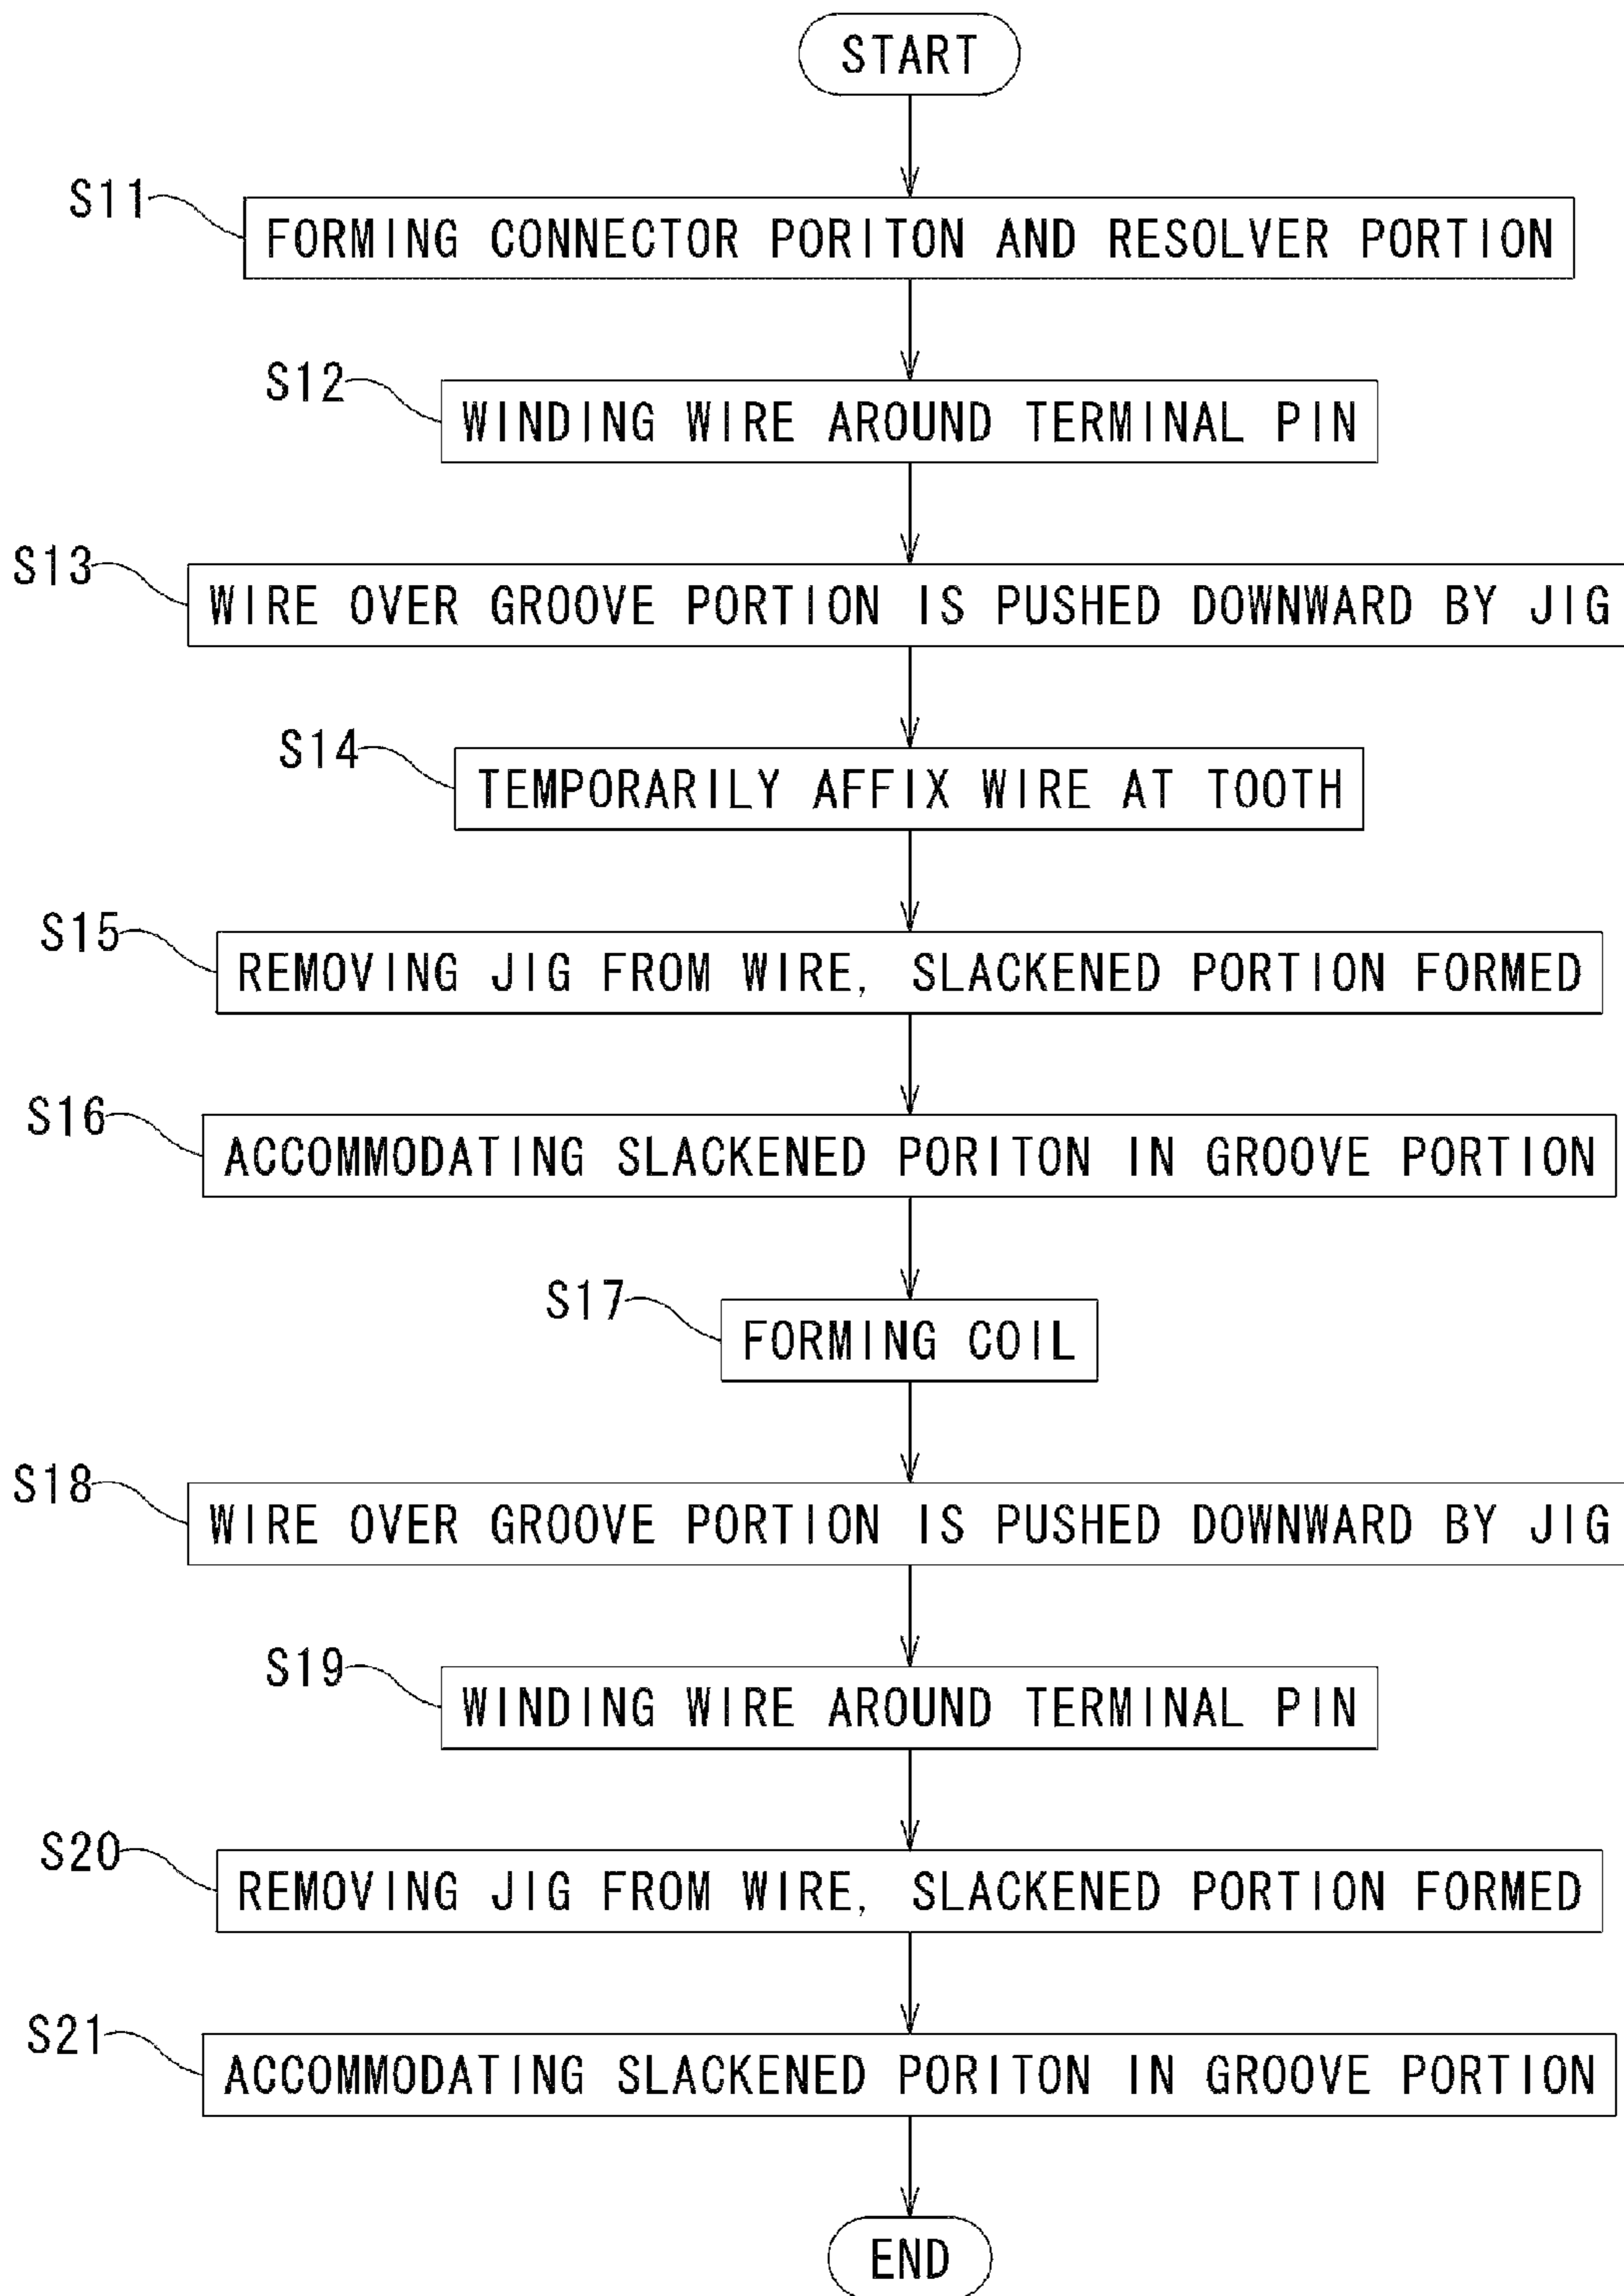 START
S11
FORMING CONNECTOR PORITON AND RESOLVER PORTION
S12
WINDING WIRE AROUND TERMINAL PIN
S13
WIRE OVER GROOVE PORTION IS PUSHED DOWNWARD BY JIG
S14
TEMPORARILY AFFIX WIRE AT TOOTH
S15
REMOVING JIG FROM WIRE, SLACKENED PORTION FORMED
S16
ACCOMMODATING SLACKENED PORITON IN GROOVE PORTION
S17
FORMING COIL
S18
WIRE OVER GROOVE PORTION IS PUSHED DOWNWARD BY JIG
S19
WINDING WIRE AROUND TERMINAL PIN
S20
REMOVING JIG FROM WIRE, SLACKENED PORTION FORMED
S21
ACCOMMODATING SLACKENED PORITON IN GROOVE PORTION
END